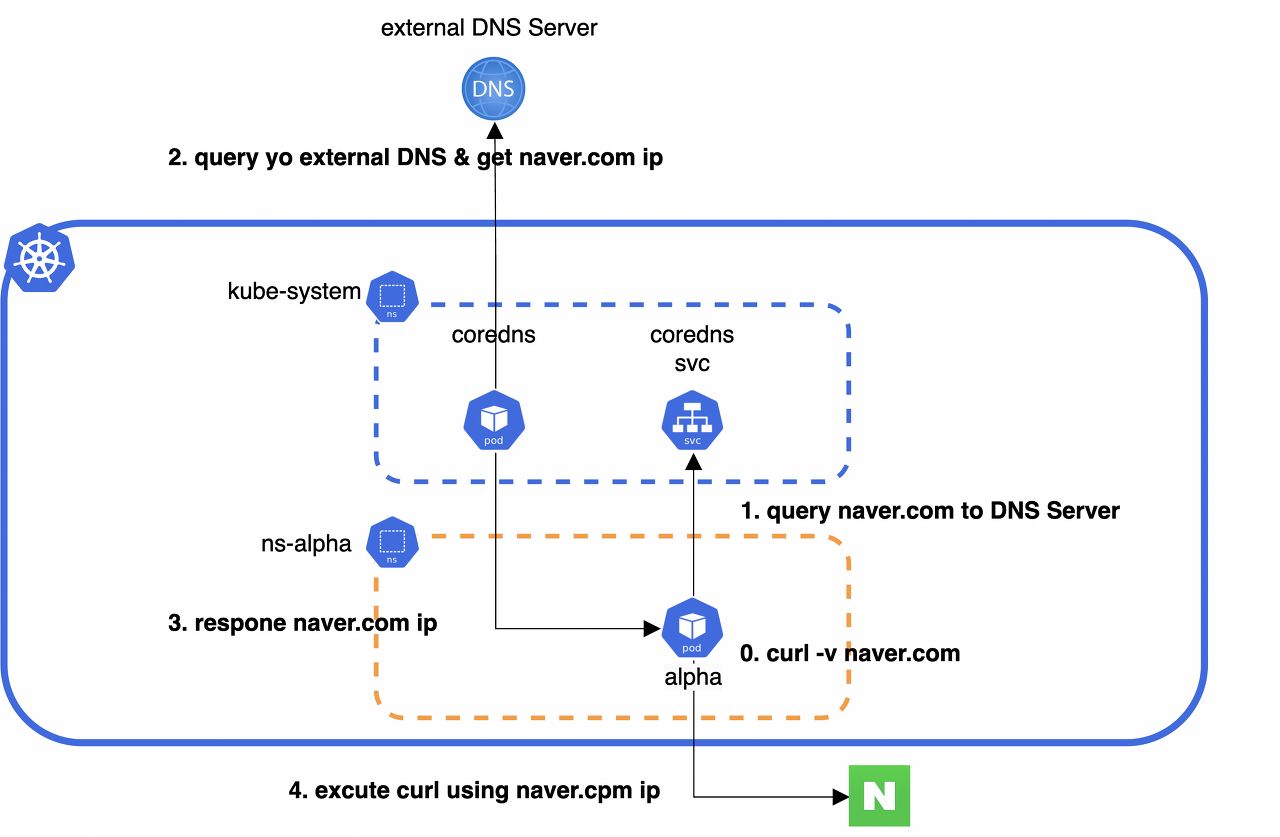 external DNS Server
DNS
2. query yo external DNS & get naver.com ip
kube-system
ns
coredns
coredns
svc
pod
svc
1. query naver.com to DNS Server
ns-alpha
ns
3. respone naver.com ip
pod
0. curl -v naver.com
alpha
4. excute curl using naver.cpm ip
N